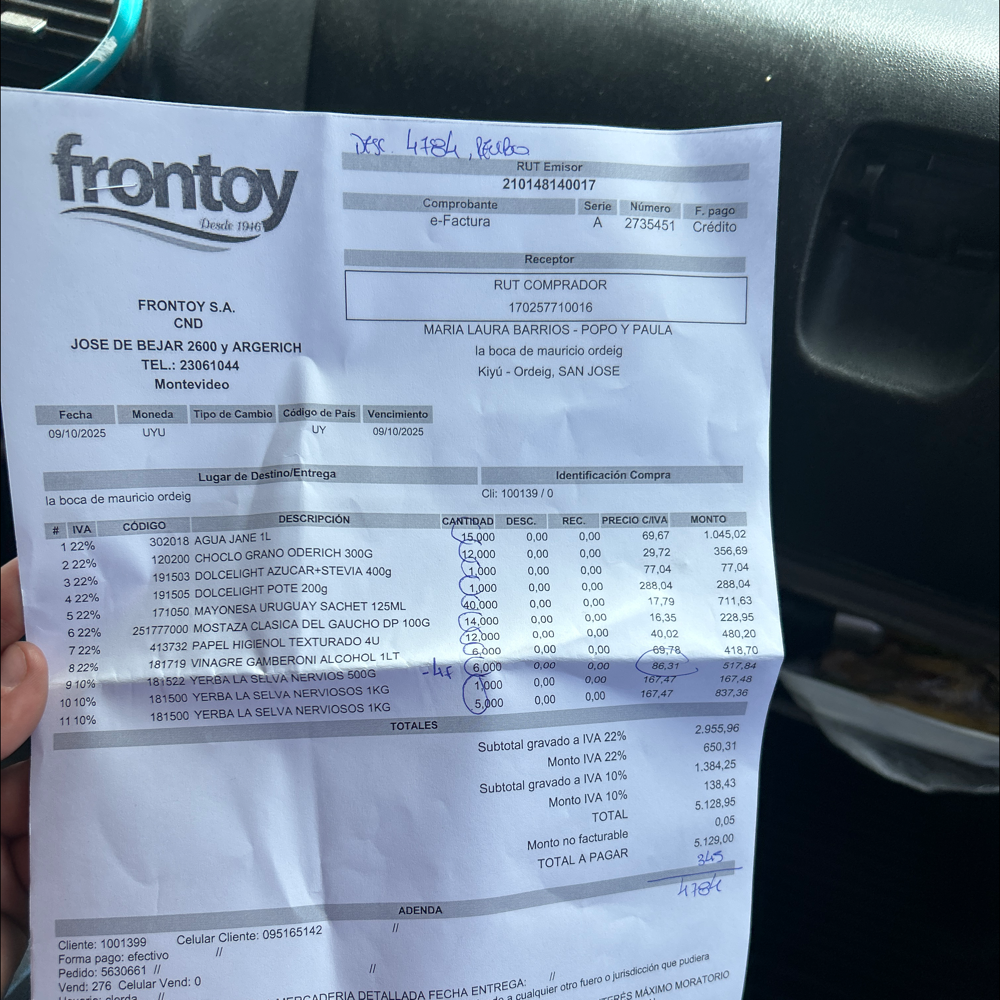 DESC. 4784, RECIBO
frontoy
Desde 1946
RUT Emisor
210148140017
Comprobante Serie Número F. pago
e-Factura A 2735451 Crédito
Receptor
RUT COMPRADOR
170257710016
MARIA LAURA BARRIOS - POPO Y PAULA
la boca de mauricio ordeig
Kiyú - Ordeig, SAN JOSE
FRONTOY S.A.
CND
JOSE DE BEJAR 2600 y ARGERICH
TEL.: 23061044
Montevideo
Fecha Moneda Tipo de Cambio Código de País Vencimiento
09/10/2025 UYU UY 09/10/2025
Lugar de Destino/Entrega Identificación Compra
la boca de mauricio ordeig Cli: 100139 / 0
# IVA CÓDIGO DESCRIPCIÓN CANTIDAD DESC. REC. PRECIO C/IVA MONTO
1 22% 302018 AGUA JANE 1L 15,000 0,00 0,00 69,67 1.045,02
2 22% 120200 CHOCLO GRANO ODERICH 300G 12,000 0,00 0,00 29,72 356,69
3 22% 191503 DOLCELIGHT AZUCAR+STEVIA 400g 1,000 0,00 0,00 77,04 77,04
4 22% 191505 DOLCELIGHT POTE 200g 1,000 0,00 0,00 288,04 288,04
5 22% 171050 MAYONESA URUGUAY SACHET 125ML 40,000 0,00 0,00 17,79 711,63
6 22% 251777000 MOSTAZA CLASICA DEL GAUCHO DP 100G 14,000 0,00 0,00 16,35 228,95
7 22% 413732 PAPEL HIGIENOL TEXTURADO 4U 12,000 0,00 0,00 40,02 480,20
8 22% 181719 VINAGRE GAMBERONI ALCOHOL 1LT 6,000 0,00 0,00 69,78 418,70
9 10% 181522 YERBA LA SELVA NERVIOS 500G -4f 6,000 0,00 0,00 86,31 517,84
10 10% 181500 YERBA LA SELVA NERVIOSOS 1KG 1,000 0,00 0,00 167,47 167,48
11 10% 181500 YERBA LA SELVA NERVIOSOS 1KG 5,000 0,00 0,00 167,47 837,36
TOTALES
Subtotal gravado a IVA 22% 2.955,96
Monto IVA 22% 650,31
Subtotal gravado a IVA 10% 1.384,25
Monto IVA 10% 138,43
TOTAL 5.128,95
Monto no facturable 0,05
TOTAL A PAGAR 5.129,00
345
4784
ADENDA
Cliente: 1001399 Celular Cliente: 095165142 //
Forma pago: efectivo //
Pedido: 5630661 // //
Vend: 276 Celular Vend: 0 //
MERCADERIA DETALLADA FECHA ENTREGA:
a cualquier otro fuero o jurisdicción que pudiera
MÁXIMO MORATORIO